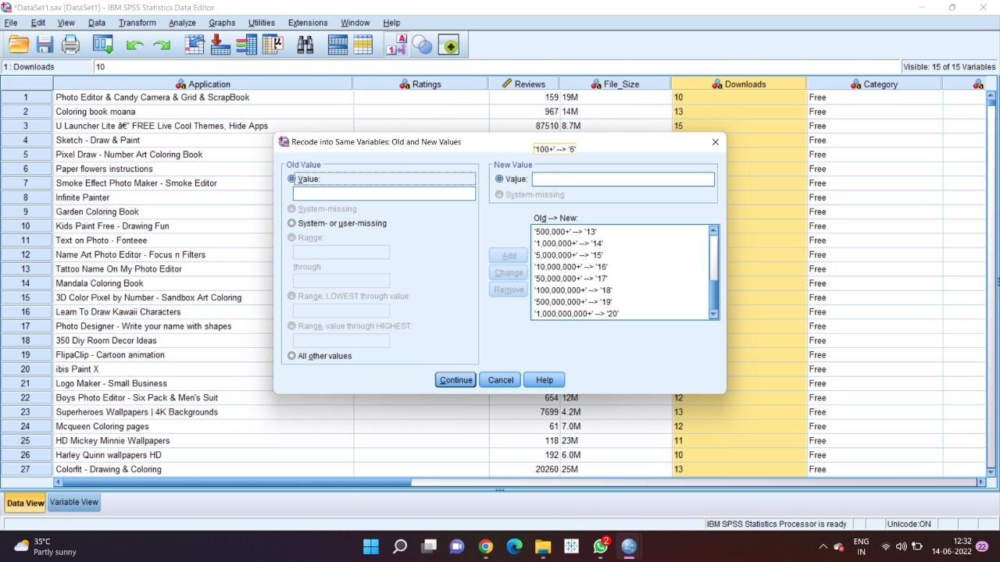 *DataSet1.sav [DataSet1] - IBM SPSS Statistics Data Editor
File Edit View Data Transform Analyze Graphs Utilities Extensions Window Help
1 : Downloads 10 Visible: 15 of 15 Variables
Application Ratings Reviews File_Size Downloads Category
1 Photo Editor & Candy Camera & Grid & ScrapBook 159 19M 10 Free
2 Coloring book moana 967 14M 13 Free
3 U Launcher Lite â€“ FREE Live Cool Themes, Hide Apps 87510 8.7M 15 Free
4 Sketch - Draw & Paint Free
5 Pixel Draw - Number Art Coloring Book Free
6 Paper flowers instructions Free
7 Smoke Effect Photo Maker - Smoke Editor Free
8 Infinite Painter Free
9 Garden Coloring Book Free
10 Kids Paint Free - Drawing Fun Free
11 Text on Photo - Fonteee Free
12 Name Art Photo Editor - Focus n Filters Free
13 Tattoo Name On My Photo Editor Free
14 Mandala Coloring Book Free
15 3D Color Pixel by Number - Sandbox Art Coloring Free
16 Learn To Draw Kawaii Characters Free
17 Photo Designer - Write your name with shapes Free
18 350 Diy Room Decor Ideas Free
19 FlipaClip - Cartoon animation Free
20 ibis Paint X Free
21 Logo Maker - Small Business Free
22 Boys Photo Editor - Six Pack & Men's Suit 654 12M 12 Free
23 Superheroes Wallpapers | 4K Backgrounds 7699 4.2M 13 Free
24 Mcqueen Coloring pages 61 7.0M 12 Free
25 HD Mickey Minnie Wallpapers 118 23M 11 Free
26 Harley Quinn wallpapers HD 192 6.0M 10 Free
27 Colorfit - Drawing & Coloring 20260 25M 13 Free
Recode into Same Variables: Old and New Values
'100+' --> '6'
Old Value
Value:
System-missing
System- or user-missing
Range:
through
Range, LOWEST through value:
Range, value through HIGHEST:
All other values
New Value
Value:
System-missing
Old --> New:
Add
Change
Remove
'500,000+' --> '13'
'1,000,000+' --> '14'
'5,000,000+' --> '15'
'10,000,000+' --> '16'
'50,000,000+' --> '17'
'100,000,000+' --> '18'
'500,000,000+' --> '19'
'1,000,000,000+' --> '20'
Continue Cancel Help
Data View Variable View
IBM SPSS Statistics Processor is ready Unicode:ON
35°C
Partly sunny
2
ENG
IN
12:32
14-06-2022
22